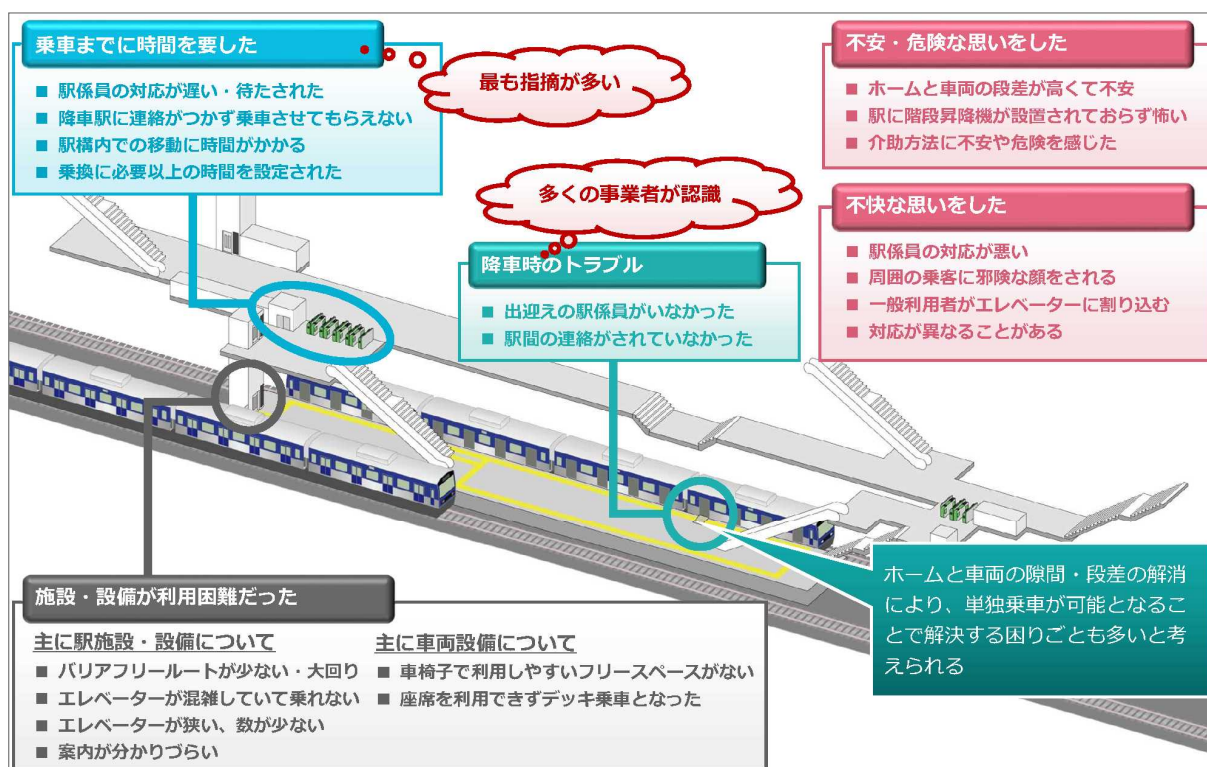 乗車までに時間を要した
■ 駅係員の対応が遅い・待たされた
■ 降車駅に連絡がつかず乗車させてもらえない
■ 駅構内での移動に時間がかかる
■ 乗換に必要以上の時間を設定された
最も指摘が多い
不安・危険な思いをした
■ ホームと車両の段差が高くて不安
■ 駅に階段昇降機が設置されておらず怖い
■ 介助方法に不安や危険を感じた
多くの事業者が認識
降車時のトラブル
■ 出迎えの駅係員がいなかった
■ 駅間の連絡がされていなかった
不快な思いをした
■ 駅係員の対応が悪い
■ 周囲の乗客に邪険な顔をされる
■ 一般利用者がエレベーターに割り込む
■ 対応が異なることがある
ホームと車両の隙間・段差の解消
により、単独乗車が可能となるこ
とで解決する困りごとも多いと考
えられる
施設・設備が利用困難だった
主に駅施設・設備について
■ バリアフリールートが少ない・大回り
■ エレベーターが混雑していて乗れない
■ エレベーターが狭い、数が少ない
■ 案内が分かりづらい
主に車両設備について
■ 車椅子で利用しやすいフリースペースがない
■ 座席を利用できずデッキ乗車となった